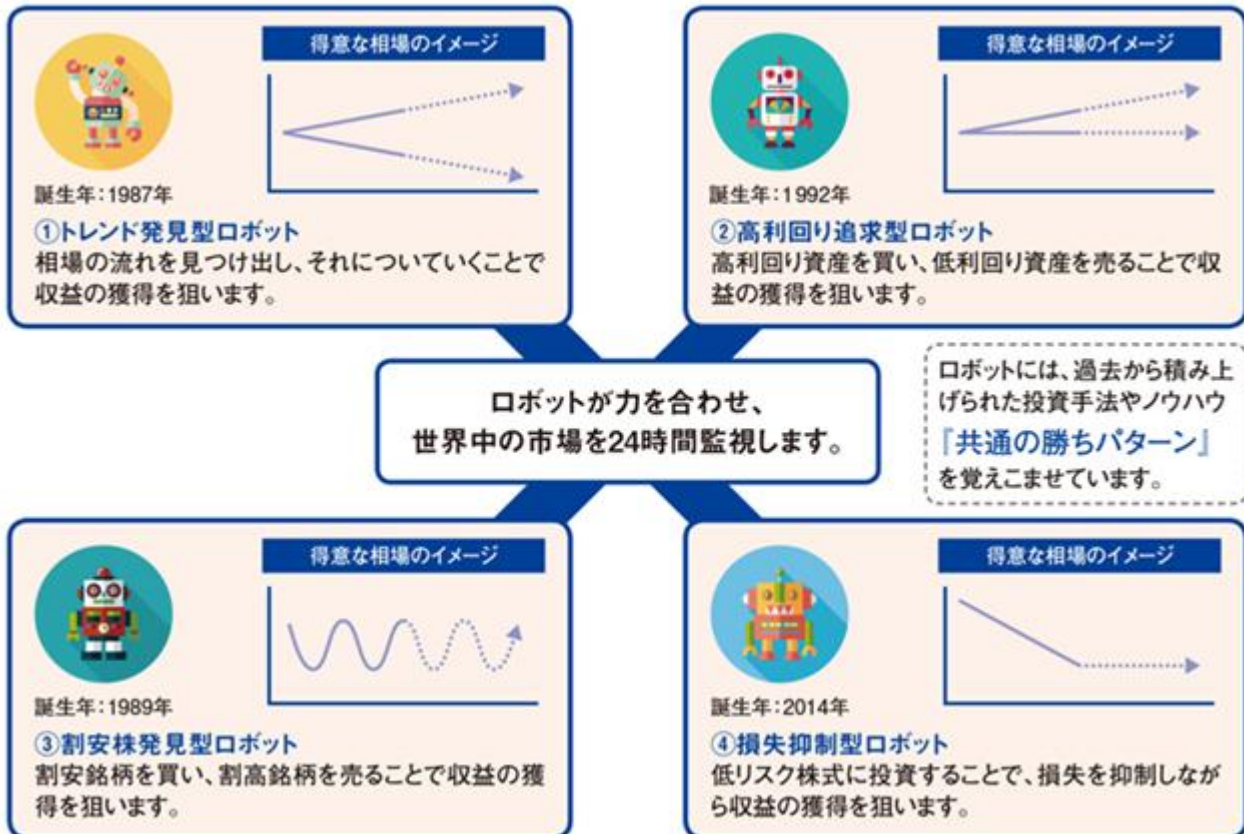 得意な相場のイメージ
誕生年:1987年
①トレンド発見型ロボット
相場の流れを見つけ出し、それについていくことで
収益の獲得を狙います。
得意な相場のイメージ
誕生年:1992年
②高利回り追求型ロボット
高利回り資産を買い、低利回り資産を売ることで収
益の獲得を狙います。
ロボットが力を合わせ、
世界中の市場を24時間監視します。
ロボットには、過去から積み上
げられた投資手法やノウハウ
『共通の勝ちパターン』
を覚えこませています。
得意な相場のイメージ
誕生年:1989年
③割安株発見型ロボット
割安銘柄を買い、割高銘柄を売ることで収益の獲
得を狙います。
得意な相場のイメージ
誕生年:2014年
④損失抑制型ロボット
低リスク株式に投資することで、損失を抑制しなが
ら収益の獲得を狙います。